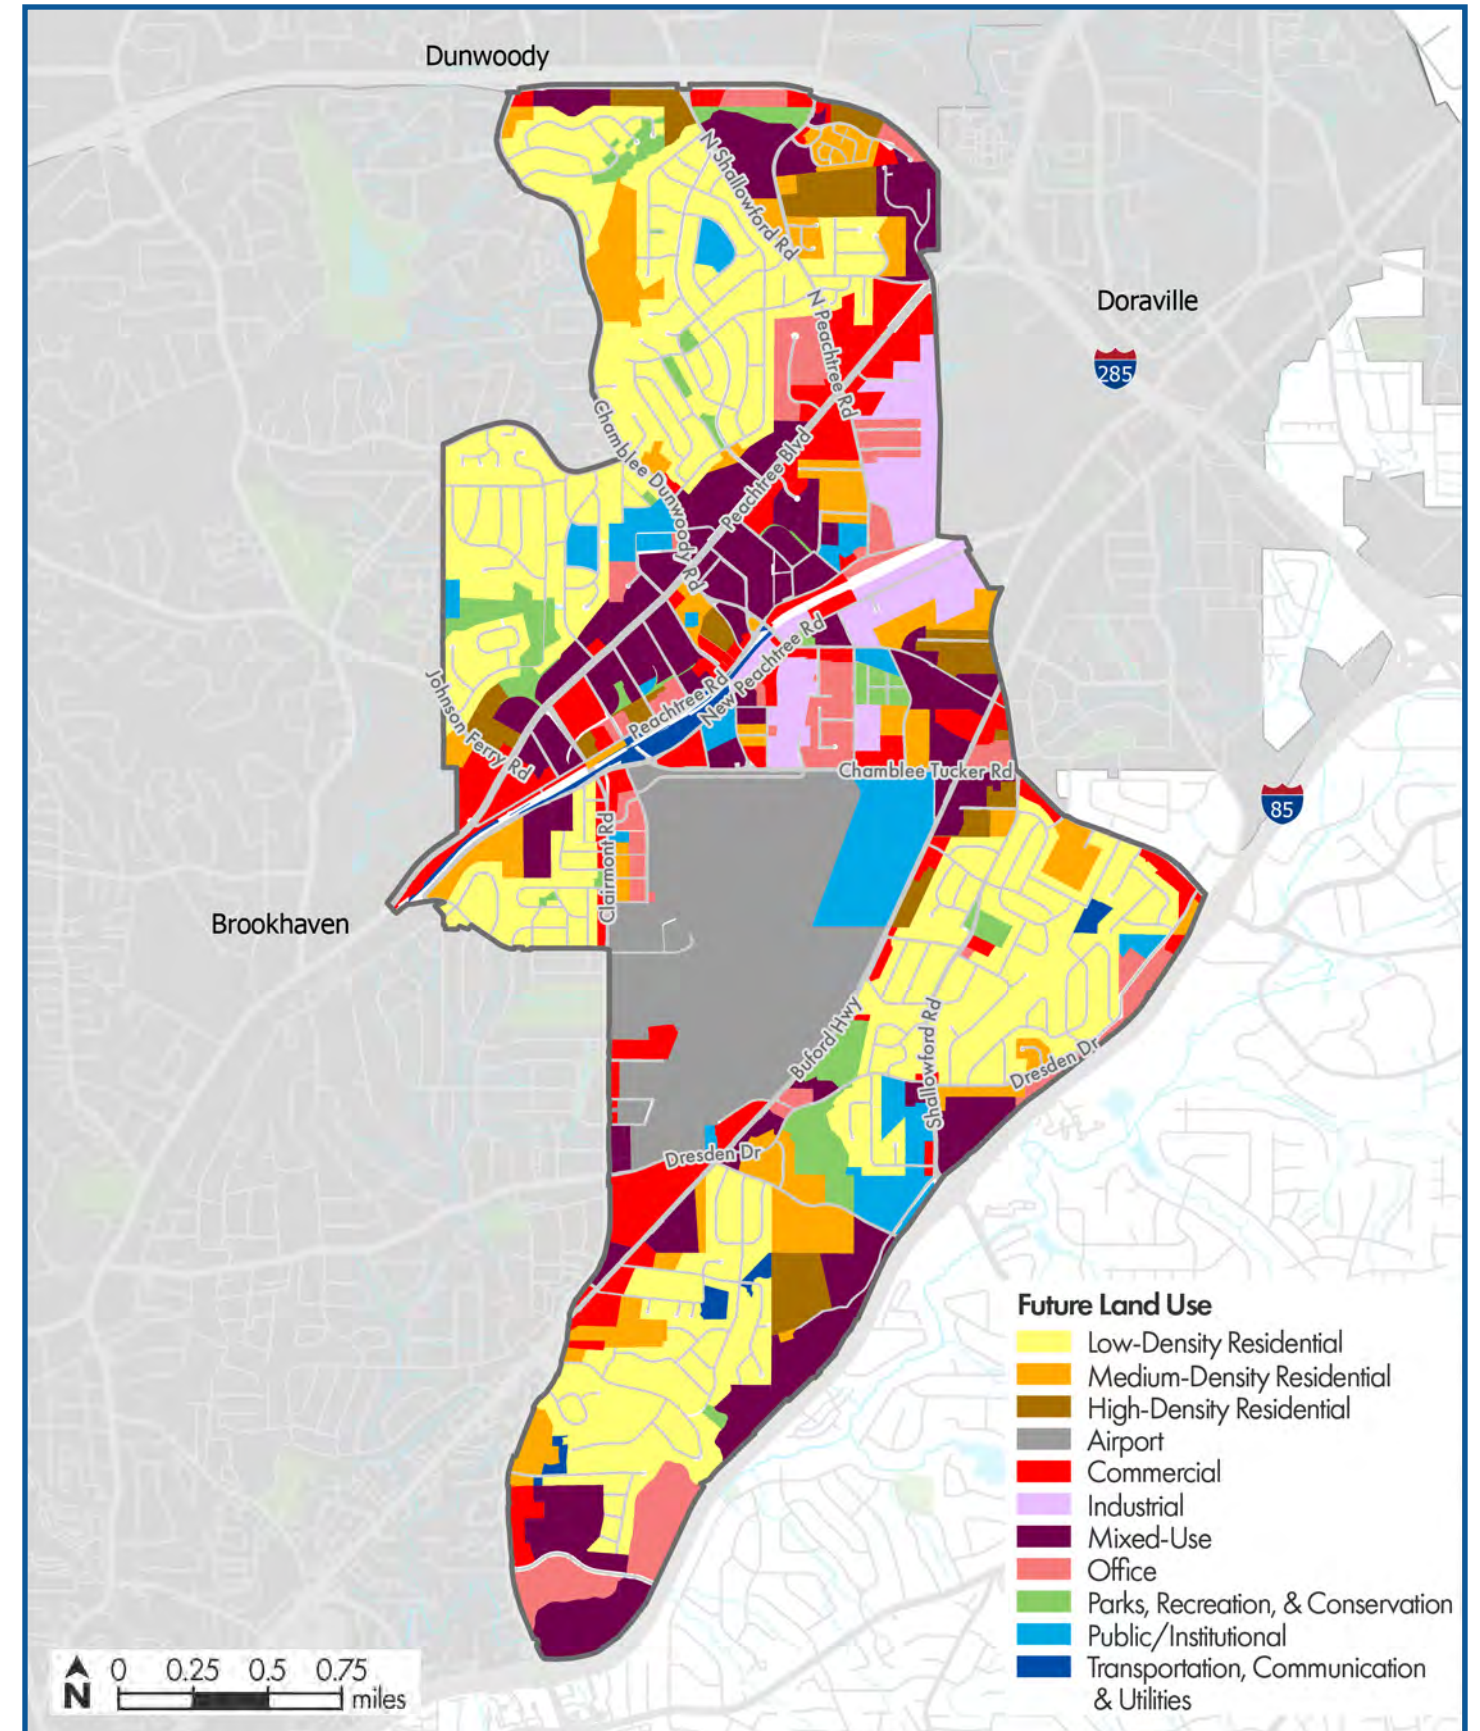 Dunwoody
N Shallowford Rd
Doraville
N Peachtree Rd
285
Chamblee Dunwoody Rd
Peachtree Blvd
New Peachtree Rd
Peachtree Rd
Johnson Ferry Rd
Chamblee Tucker Rd
85
Clairmont Rd
Brookhaven
Buford Hwy
Shallowford Rd
Dresden Dr
Dresden Dr
Future Land Use
Low-Density Residential
Medium-Density Residential
High-Density Residential
Airport
Commercial
Industrial
Mixed-Use
Office
Parks, Recreation, & Conservation
Public/Institutional
Transportation, Communication
& Utilities
N
0 0.25 0.5 0.75
miles